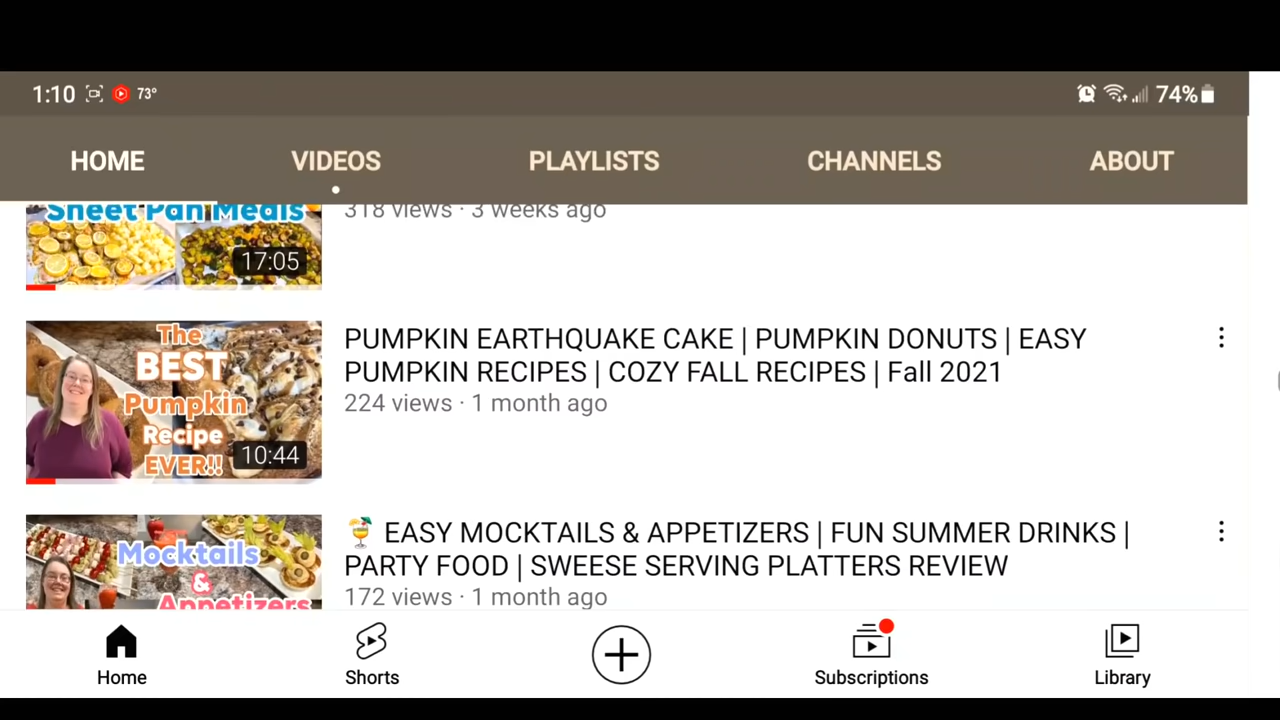 1:10 73° 74%
HOME VIDEOS PLAYLISTS CHANNELS ABOUT
Sheet Pan Meals
17:05
318 views · 3 weeks ago
The
BEST
Pumpkin
Recipe
EVER!!
10:44
PUMPKIN EARTHQUAKE CAKE | PUMPKIN DONUTS | EASY
PUMPKIN RECIPES | COZY FALL RECIPES | Fall 2021
224 views · 1 month ago
Mocktails
&
Appetizers
🍹 EASY MOCKTAILS & APPETIZERS | FUN SUMMER DRINKS |
PARTY FOOD | SWEESE SERVING PLATTERS REVIEW
172 views · 1 month ago
Home Shorts Subscriptions Library